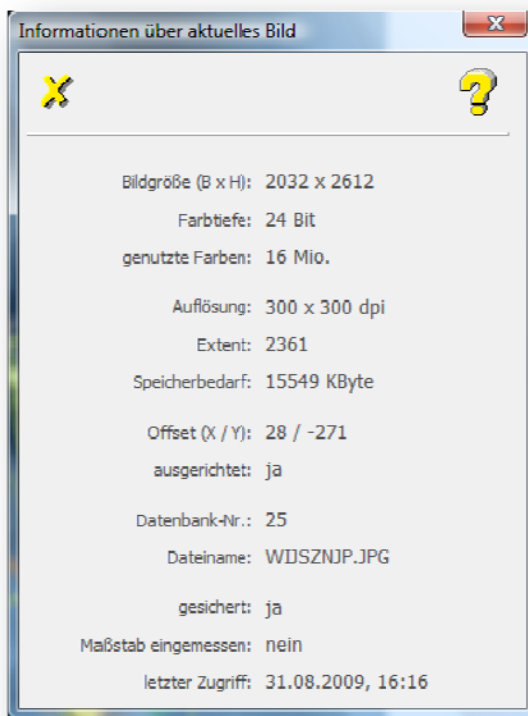 Informationen über aktuelles Bild
Bildgröße (B x H): 2032 x 2612
Farbtiefe: 24 Bit
genutzte Farben: 16 Mio.
Auflösung: 300 x 300 dpi
Extent: 2361
Speicherbedarf: 15549 KByte
Offset (X / Y): 28 / -271
ausgerichtet: ja
Datenbank-Nr.: 25
Dateiname: WIJSZNJP.JPG
gesichert: ja
Maßstab eingemessen: nein
letzter Zugriff: 31.08.2009, 16:16